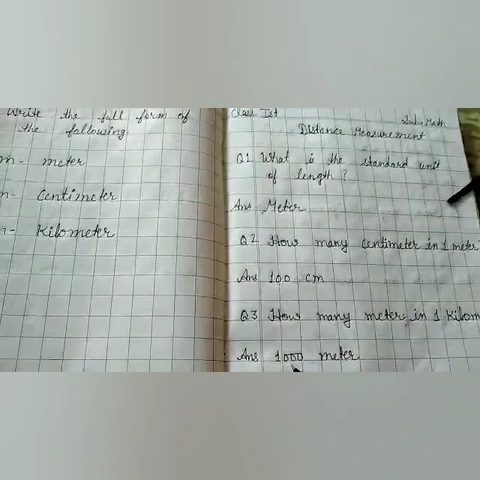 Write the full form of
the following.
m- meter
m- Centimeter
m- Kilometer
Class Ist
Sub:- Math
Distance Measurement
Q1 What is the standard unit
of length?
Ans Meter
Q2 How many Centimeter in 1 meter
Ans 100 cm
Q3 How many meter in 1 Kilom
Ans 1000 meter